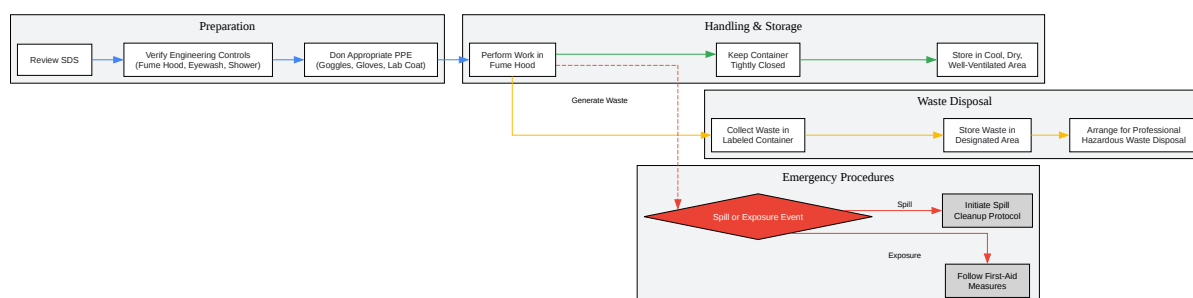 Preparation
Review SDS
Verify Engineering Controls
(Fume Hood, Eyewash, Shower)
Don Appropriate PPE
(Goggles, Gloves, Lab Coat)
Handling & Storage
Perform Work in
Fume Hood
Keep Container
Tightly Closed
Store in Cool, Dry,
Well-Ventilated Area
Generate Waste
Waste Disposal
Collect Waste in
Labeled Container
Store Waste in
Designated Area
Arrange for Professional
Hazardous Waste Disposal
Emergency Procedures
Spill or Exposure Event
Spill
Initiate Spill
Cleanup Protocol
Exposure
Follow First-Aid
Measures